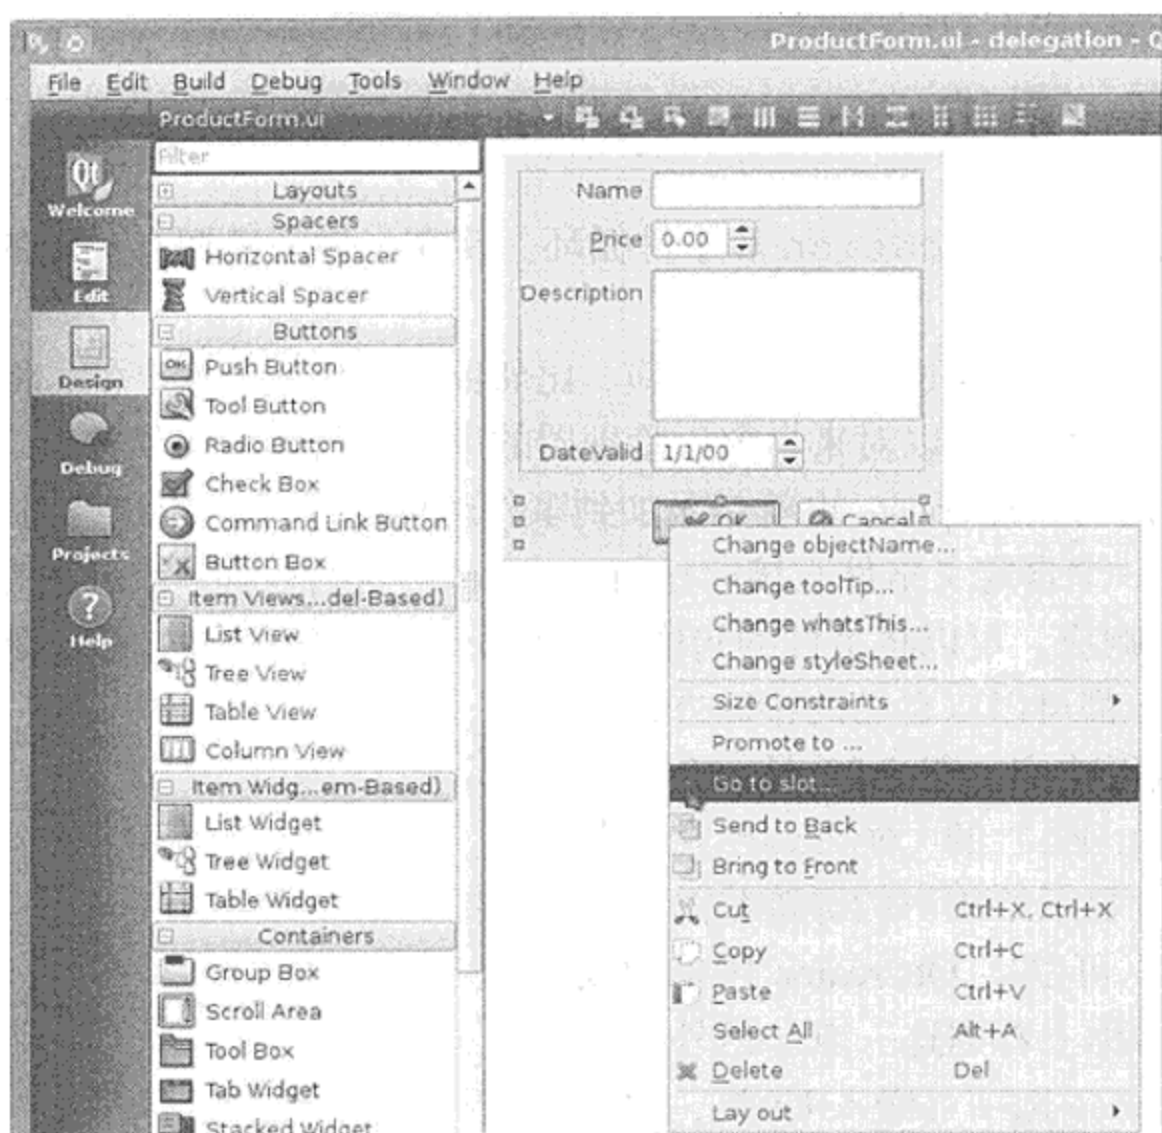 ProductForm.ui - delegation - Q
File Edit Build Debug Tools Window Help
ProductForm.ui
Qt
Welcome
Edit
Design
Debug
Projects
Help
Filter
Layouts
Spacers
Horizontal Spacer
Vertical Spacer
Buttons
OK Push Button
Tool Button
Radio Button
Check Box
Command Link Button
Button Box
Item Views...del-Based)
List View
Tree View
Table View
Column View
Item Widg...em-Based)
List Widget
Tree Widget
Table Widget
Containers
Group Box
Scroll Area
Tool Box
Tab Widget
Stacked Widget
Name
Price 0.00
Description
DateValid 1/1/00
OK Cancel
Change objectName...
Change toolTip...
Change whatsThis...
Change styleSheet...
Size Constraints
Promote to ...
Go to slot...
Send to Back
Bring to Front
Cut Ctrl+X, Ctrl+X
Copy Ctrl+C
Paste Ctrl+V
Select All Alt+A
Delete Del
Lay out